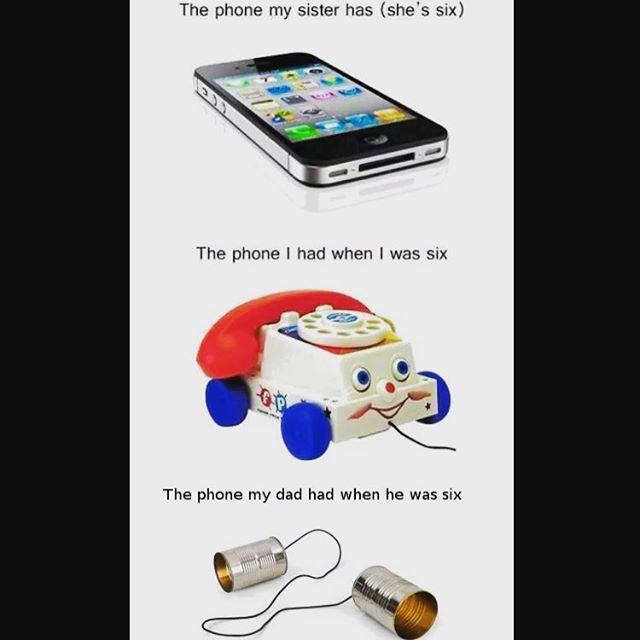 The phone my sister has (she's six)
The phone I had when I was six
FP
The phone my dad had when he was six